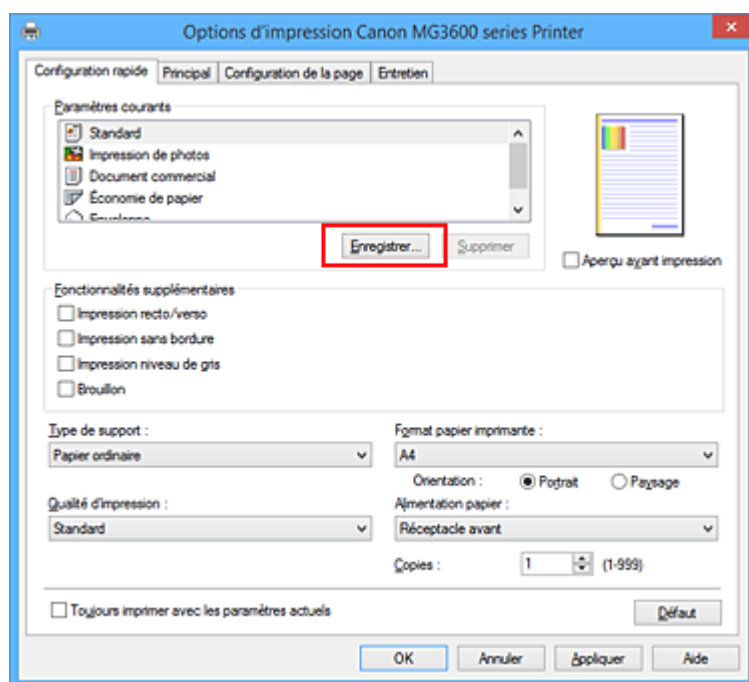 Options d'impression Canon MG3600 series Printer
Configuration rapide Principal Configuration de la page Entretien
Paramètres courants
Standard
Impression de photos
Document commercial
Économie de papier
Enregistrer... Supprimer
Aperçu avant impression
Fonctionnalités supplémentaires
Impression recto/verso
Impression sans bordure
Impression niveau de gris
Brouillon
Type de support : Format papier imprimante :
Papier ordinaire A4
Orientation : Portrait Paysage
Qualité d'impression : Alimentation papier :
Standard Réceptacle avant
Copies : 1 (1-999)
Toujours imprimer avec les paramètres actuels Défaut
OK Annuler Appliquer Aide